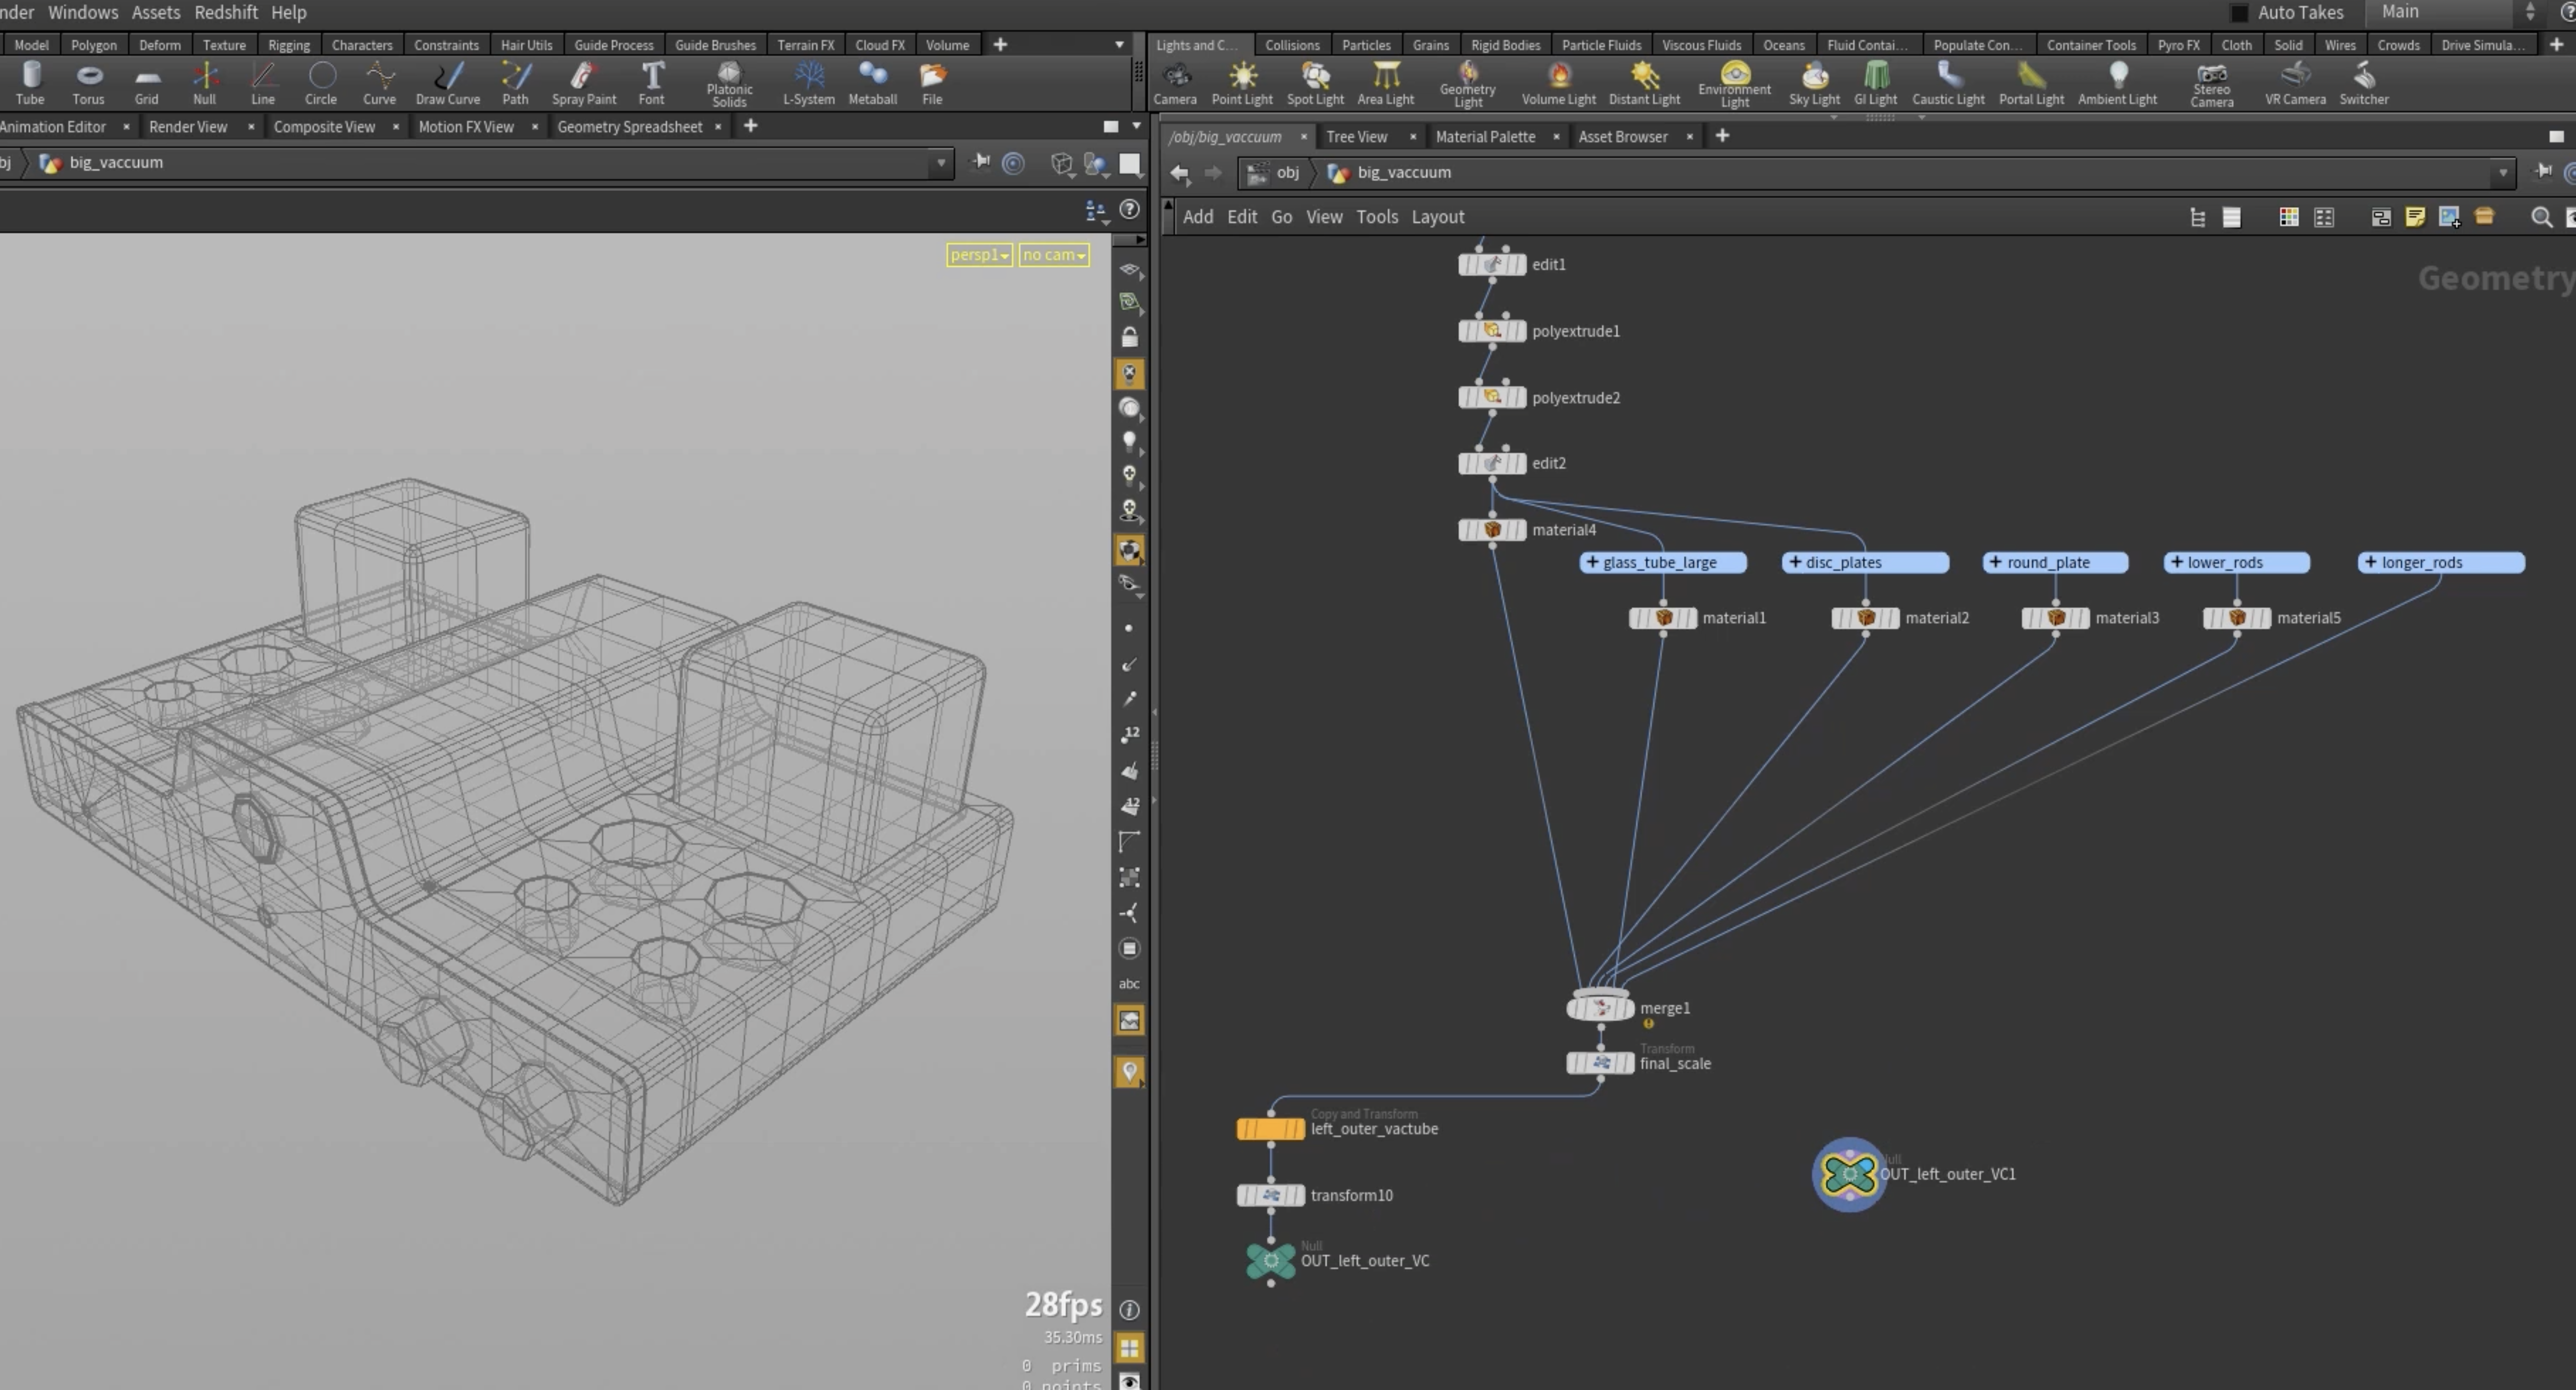 nder Windows Assets Redshift Help
Auto Takes Main
Model Polygon Deform Texture Rigging Characters Constraints Hair Utils Guide Process Guide Brushes Terrain FX Cloud FX Volume
Lights and C... Collisions Particles Grains Rigid Bodies Particle Fluids Viscous Fluids Oceans Fluid Contai... Populate Con... Container Tools Pyro FX Cloth Solid Wires Crowds Drive Simula...
Tube Torus Grid Null Line Circle Curve Draw Curve Path Spray Paint Font Platonic Solids L-System Metaball File
Camera Point Light Spot Light Area Light Geometry Light Volume Light Distant Light Environment Light Sky Light GI Light Caustic Light Portal Light Ambient Light Stereo Camera VR Camera Switcher
Animation Editor × Render View × Composite View × Motion FX View × Geometry Spreadsheet ×
/obj/big_vaccuum × Tree View × Material Palette × Asset Browser ×
bj big_vaccuum
obj big_vaccuum
Add Edit Go View Tools Layout
persp1 no cam
Geometry
edit1
polyextrude1
polyextrude2
edit2
material4
+ glass_tube_large
+ disc_plates
+ round_plate
+ lower_rods
+ longer_rods
material1
material2
material3
material5
12
12
abc
merge1
Transform
final_scale
Copy and Transform
left_outer_vactube
transform10
Null
OUT_left_outer_VC
Null
OUT_left_outer_VC1
28fps
35.30ms
0 prims
0 points